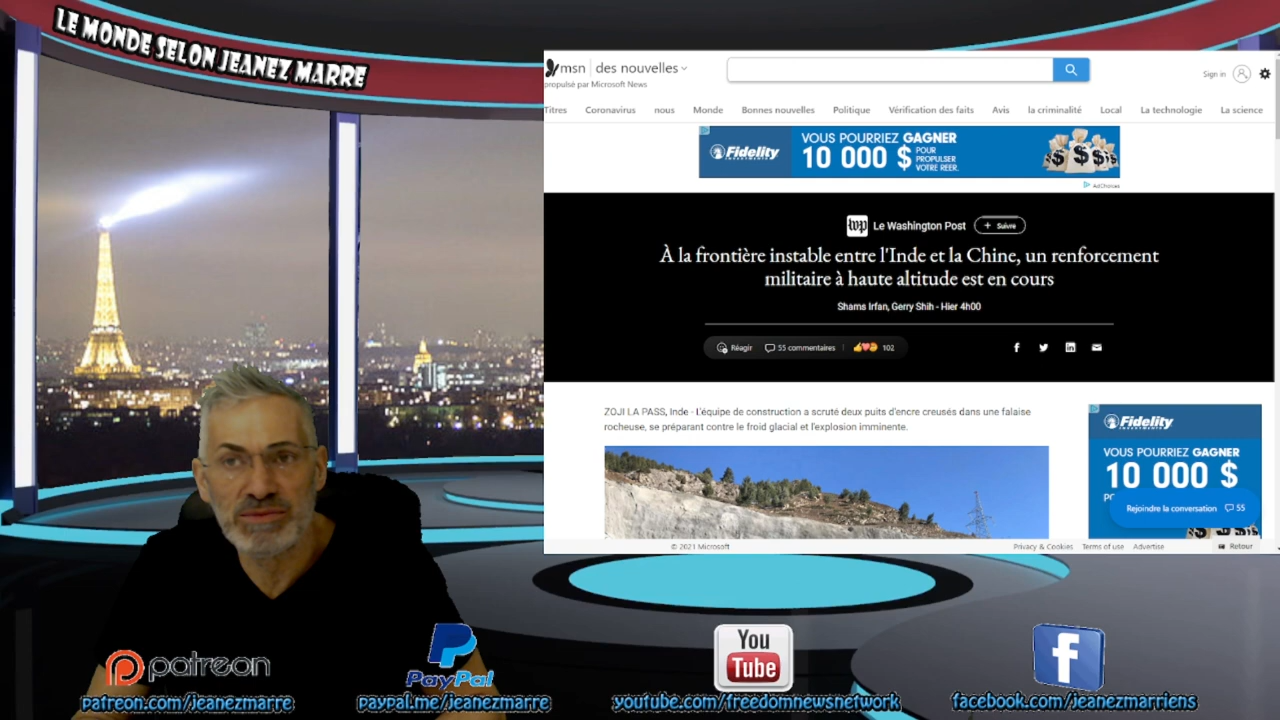 LE MONDE SELON JEANEZ MARRE
msn | des nouvelles
propulsé par Microsoft News
Sign in
Titres Coronavirus nous Monde Bonnes nouvelles Politique Vérification des faits Avis la criminalité Local La technologie La science
Fidelity INVESTMENTS
VOUS POURRIEZ GAGNER
10 000 $ POUR PROPULSER VOTRE REER.
AdChoices
wp Le Washington Post + Suivre
À la frontière instable entre l'Inde et la Chine, un renforcement
militaire à haute altitude est en cours
Shams Irfan, Gerry Shih - Hier 4h00
Réagir 55 commentaires 102
ZOJI LA PASS, Inde - L'équipe de construction a scruté deux puits d'encre creusés dans une falaise
rocheuse, se préparant contre le froid glacial et l'explosion imminente.
Fidelity INVESTMENTS
VOUS POURRIEZ GAGNER
10 000 $
Rejoindre la conversation 55
© 2021 Microsoft Privacy & Cookies Terms of use Advertise Retour
patreon
patreon.com/jeanezmarre
PayPal
paypal.me/jeanezmarre
You Tube
youtube.com/freedomnewsnetwork
f
facebook.com/jeanezmarriens